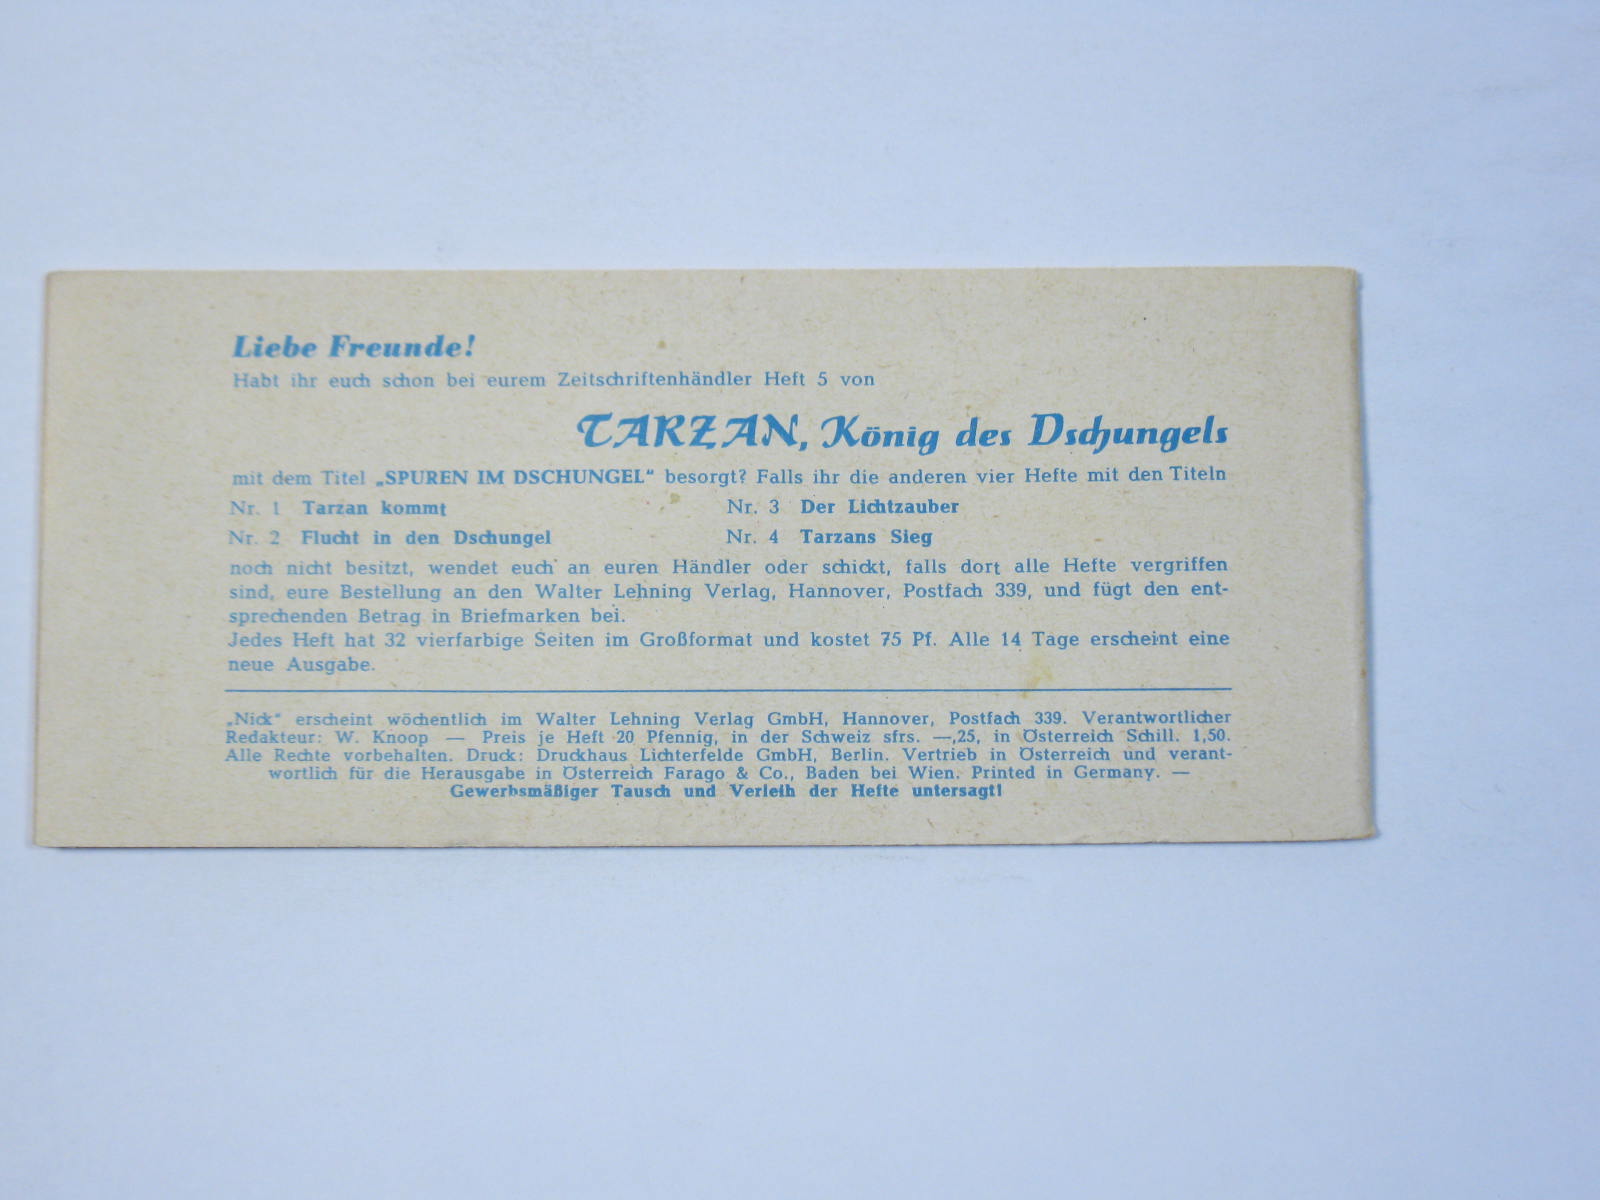 Liebe Freunde!
Habt ihr euch schon bei eurem Zeitschriftenhändler Heft 5 von
TARZAN, König des Dschungels
mit dem Titel „SPUREN IM DSCHUNGEL“ besorgt? Falls ihr die anderen vier Hefte mit den Titeln
Nr. 1 Tarzan kommt Nr. 3 Der Lichtzauber
Nr. 2 Flucht in den Dschungel Nr. 4 Tarzans Sieg
noch nicht besitzt, wendet euch an euren Händler oder schickt, falls dort alle Hefte vergriffen
sind, eure Bestellung an den Walter Lehning Verlag, Hannover, Postfach 339, und fügt den ent-
sprechenden Betrag in Briefmarken bei.
Jedes Heft hat 32 vierfarbige Seiten im Großformat und kostet 75 Pf. Alle 14 Tage erscheint eine
neue Ausgabe.
„Nick“ erscheint wöchentlich im Walter Lehning Verlag GmbH, Hannover, Postfach 339. Verantwortlicher
Redakteur: W. Knoop — Preis je Heft 20 Pfennig, in der Schweiz sfrs. —,25, in Österreich Schill. 1,50.
Alle Rechte vorbehalten. Druck: Druckhaus Lichterfelde GmbH, Berlin. Vertrieb in Österreich und verant-
wortlich für die Herausgabe in Österreich Farago & Co., Baden bei Wien. Printed in Germany. —
Gewerbsmäßiger Tausch und Verleih der Hefte untersagt!